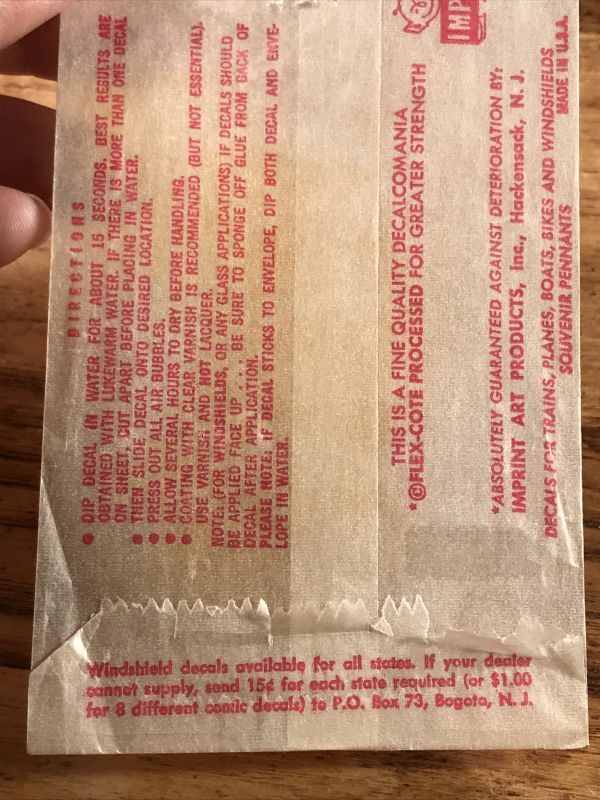 DIRECTIONS
● DIP DECAL IN WATER FOR ABOUT 15 SECONDS. BEST RESULTS ARE
OBTAINED WITH LUKEWARM WATER. IF THERE IS MORE THAN ONE DECAL
ON SHEET, CUT APART BEFORE PLACING IN WATER.
● THEN SLIDE DECAL ONTO DESIRED LOCATION.
● PRESS OUT ALL AIR BUBBLES.
● ALLOW SEVERAL HOURS TO DRY BEFORE HANDLING.
● COATING WITH CLEAR VARNISH IS RECOMMENDED (BUT NOT ESSENTIAL).
USE VARNISH AND NOT LACQUER.
NOTE: (FOR WINDSHIELDS, OR ANY GLASS APPLICATIONS) IF DECALS SHOULD
BE APPLIED FACE UP . . . BE SURE TO SPONGE OFF GLUE FROM BACK OF
DECAL AFTER APPLICATION.
PLEASE NOTE: IF DECAL STICKS TO ENVELOPE, DIP BOTH DECAL AND ENVE-
LOPE IN WATER.
IMP
THIS IS A FINE QUALITY DECALCOMANIA
*©FLEX-COTE PROCESSED FOR GREATER STRENGTH
*ABSOLUTELY GUARANTEED AGAINST DETERIORATION BY:
IMPRINT ART PRODUCTS, Inc., Hackensack, N. J.
DECALS FOR TRAINS, PLANES, BOATS, BIKES AND WINDSHIELDS
SOUVENIR PENNANTS
MADE IN U.S.A.
Windshield decals available for all states. If your dealer
cannot supply, send 15¢ for each state required (or $1.00
for 8 different comic decals) to P.O. Box 73, Bogota, N. J.